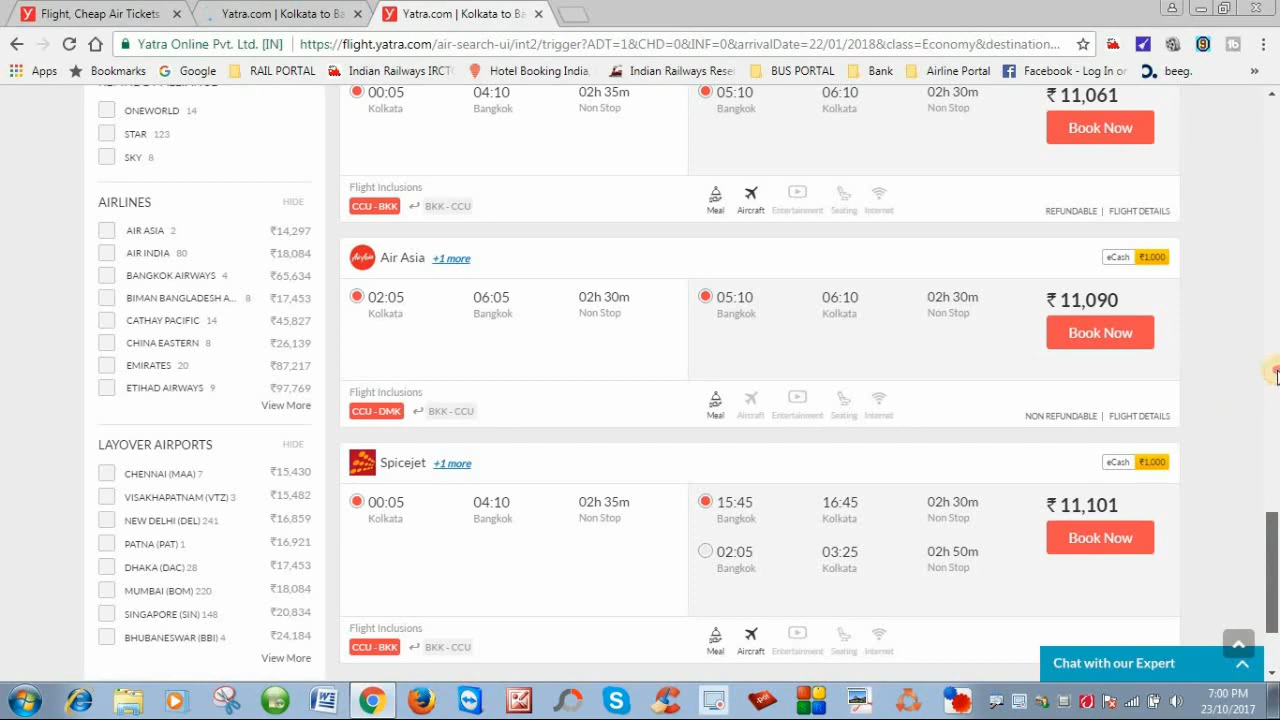 Flight, Cheap Air Tickets
Yatra.com | Kolkata to Ba
Yatra.com | Kolkata to Ba
Yatra Online Pvt. Ltd. [IN] https://flight.yatra.com/air-search-ui/int2/trigger?ADT=1&CHD=0&INF=0&arrivalDate=22/01/2018&class=Economy&destination...
Apps Bookmarks Google RAIL PORTAL Indian Railways IRCT Hotel Booking India, Indian Railways Rese BUS PORTAL Bank Airline Portal Facebook - Log In or beeg. »
ONEWORLD 14
STAR 123
SKY 8
AIRLINES HIDE
AIR ASIA 2 ₹14,297
AIR INDIA 80 ₹18,084
BANGKOK AIRWAYS 4 ₹65,634
BIMAN BANGLADESH A... 8 ₹17,453
CATHAY PACIFIC 14 ₹45,827
CHINA EASTERN 8 ₹26,139
EMIRATES 20 ₹87,217
ETIHAD AIRWAYS 9 ₹97,769
View More
LAYOVER AIRPORTS HIDE
CHENNAI (MAA) 7 ₹15,430
VISAKHAPATNAM (VTZ) 3 ₹15,482
NEW DELHI (DEL) 241 ₹16,859
PATNA (PAT) 1 ₹16,921
DHAKA (DAC) 28 ₹17,453
MUMBAI (BOM) 220 ₹18,084
SINGAPORE (SIN) 148 ₹20,834
BHUBANESWAR (BBI) 4 ₹24,184
View More
00:05 04:10 02h 35m 05:10 06:10 02h 30m ₹ 11,061
Kolkata Bangkok Non Stop Bangkok Kolkata Non Stop
Book Now
Flight Inclusions
CCU - BKK BKK - CCU
Meal Aircraft Entertainment Seating Internet
REFUNDABLE | FLIGHT DETAILS
Air Asia +1 more eCash ₹1,000
02:05 06:05 02h 30m 05:10 06:10 02h 30m ₹ 11,090
Kolkata Bangkok Non Stop Bangkok Kolkata Non Stop
Book Now
Flight Inclusions
CCU - DMK BKK - CCU
Meal Aircraft Entertainment Seating Internet
NON REFUNDABLE | FLIGHT DETAILS
Spicejet +1 more eCash ₹1,000
00:05 04:10 02h 35m 15:45 16:45 02h 30m ₹ 11,101
Kolkata Bangkok Non Stop Bangkok Kolkata Non Stop
Book Now
02:05 03:25 02h 50m
Bangkok Kolkata Non Stop
Flight Inclusions
CCU - BKK BKK - CCU
Meal Aircraft Entertainment Seating Internet
Chat with our Expert
7:00 PM
23/10/2017